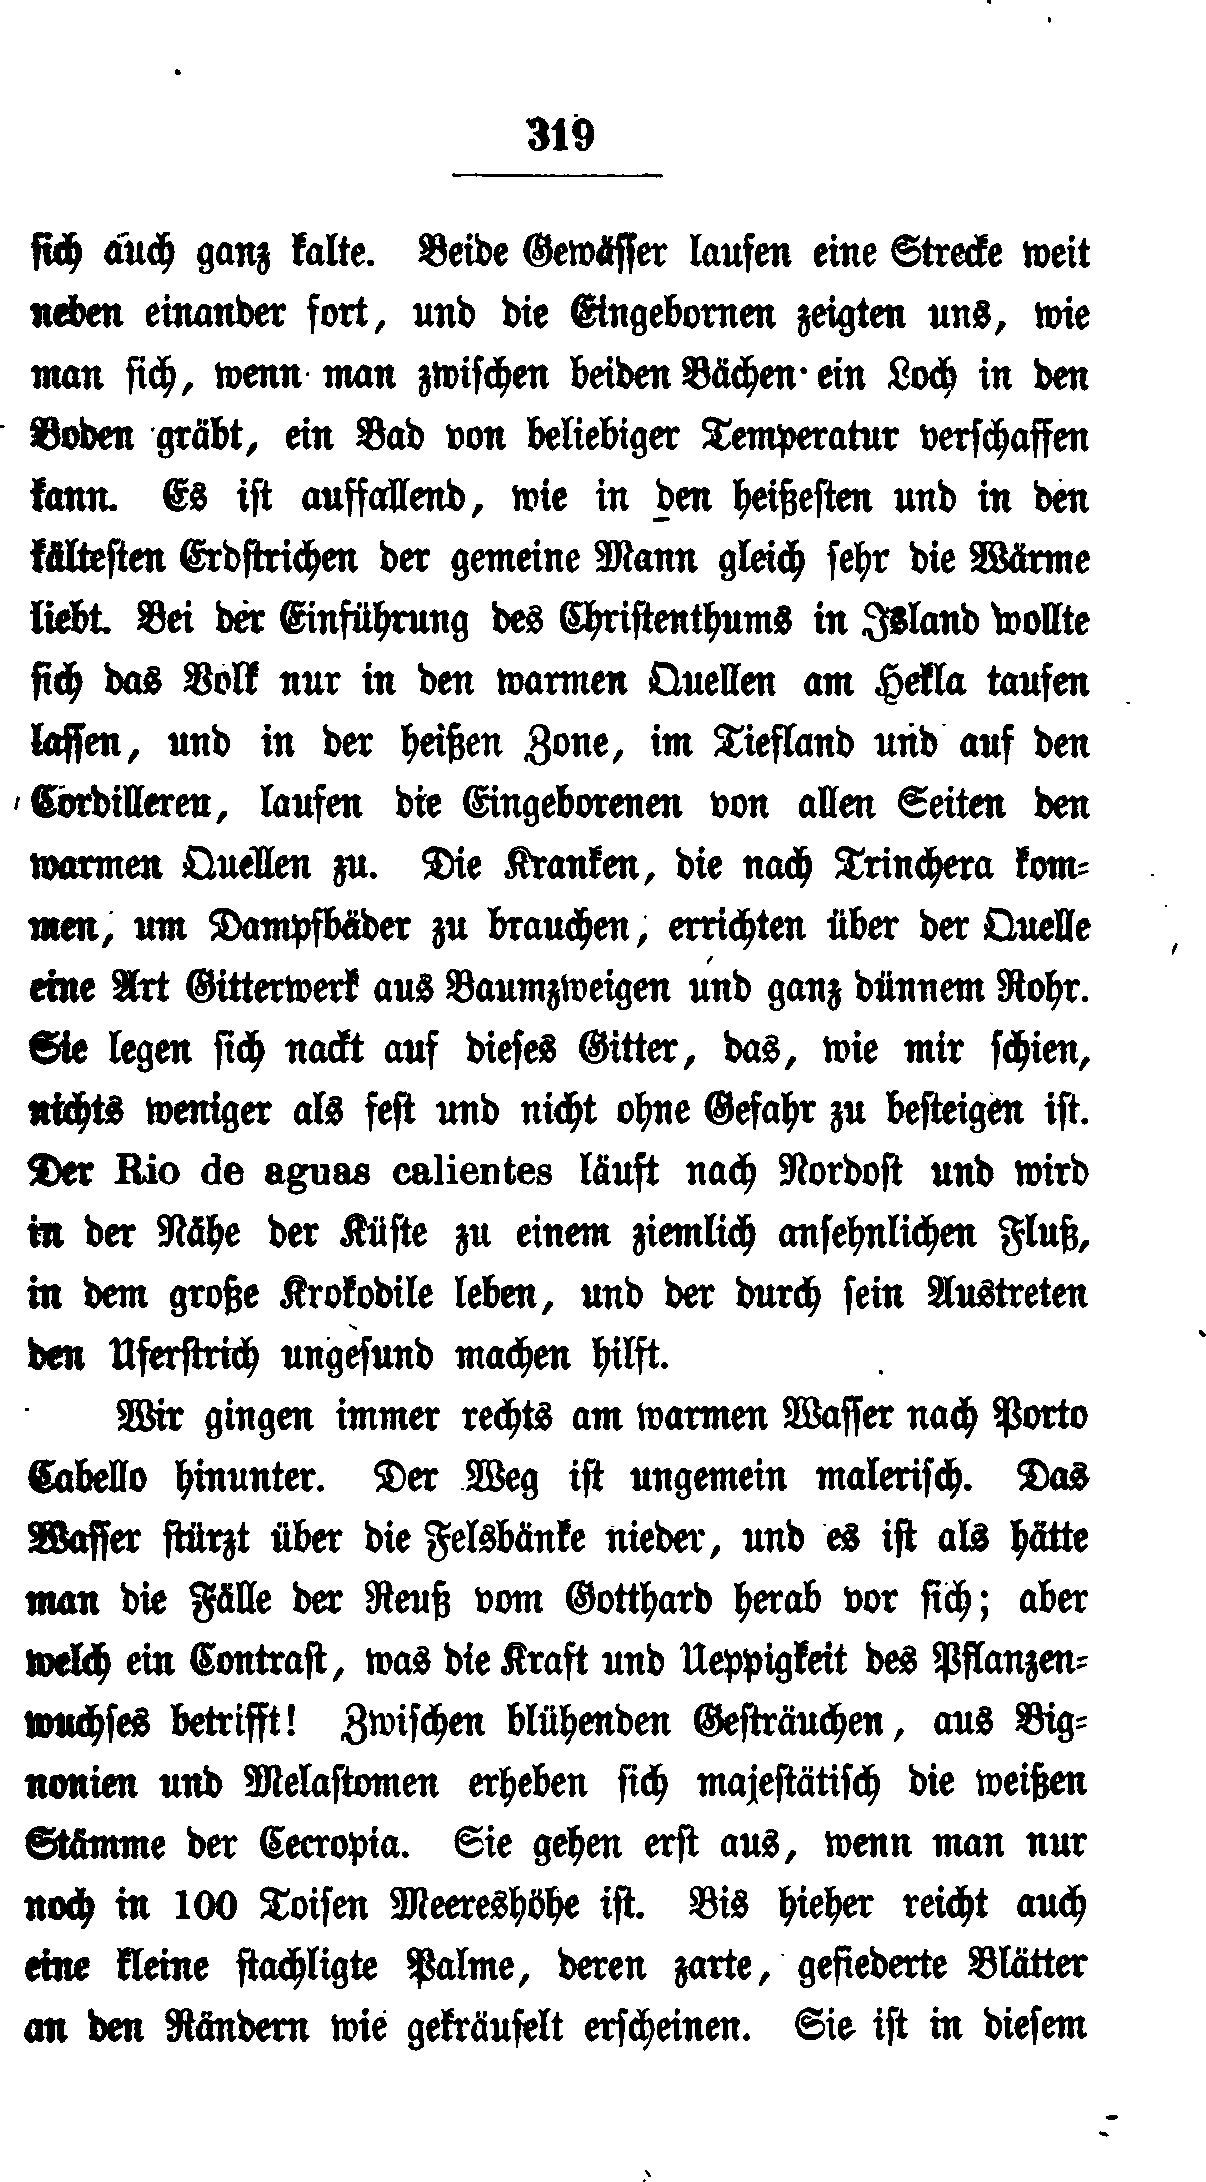 319
sich auch ganz kalte. Beide Gewässer laufen eine Strecke weit
neben einander fort, und die Eingebornen zeigten uns, wie
man sich, wenn man zwischen beiden Bächen ein Loch in den
Boden gräbt, ein Bad von beliebiger Temperatur verschaffen
kann. Es ist auffallend, wie in den heißesten und in den
kältesten Erdstrichen der gemeine Mann gleich sehr die Wärme
liebt. Bei der Einführung des Christenthums in Island wollte
sich das Volk nur in den warmen Quellen am Hekla taufen
lassen, und in der heißen Zone, im Tiefland und auf den
Cordilleren, laufen die Eingeborenen von allen Seiten den
warmen Quellen zu. Die Kranken, die nach Trinchera kom-
men, um Dampfbäder zu brauchen, errichten über der Quelle
eine Art Gitterwerk aus Baumzweigen und ganz dünnem Rohr.
Sie legen sich nackt auf dieses Gitter, das, wie mir schien,
nichts weniger als fest und nicht ohne Gefahr zu besteigen ist.
Der Rio de aguas calientes läuft nach Nordost und wird
in der Nähe der Küste zu einem ziemlich ansehnlichen Fluß,
in dem große Krokodile leben, und der durch sein Austreten
den Uferstrich ungesund machen hilft.
Wir gingen immer rechts am warmen Wasser nach Porto
Cabello hinunter. Der Weg ist ungemein malerisch. Das
Wasser stürzt über die Felsbänke nieder, und es ist als hätte
man die Fälle der Reuß vom Gotthard herab vor sich; aber
welch ein Contrast, was die Kraft und Ueppigkeit des Pflanzen-
wuchses betrifft! Zwischen blühenden Gesträuchen, aus Big-
nonien und Melastomen erheben sich majestätisch die weißen
Stämme der Cecropia. Sie gehen erst aus, wenn man nur
noch in 100 Toisen Meereshöhe ist. Bis hieher reicht auch
eine kleine stachligte Palme, deren zarte, gefiederte Blätter
an den Rändern wie gekräuselt erscheinen. Sie ist in diesem